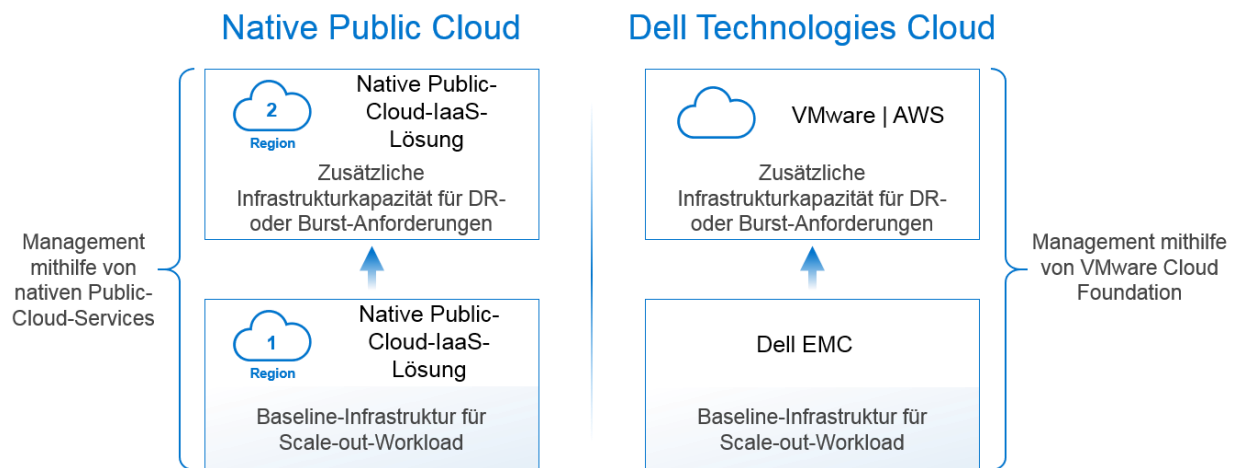 Native Public Cloud
Management
mithilfe von
nativen Public-
Cloud-Services
2
Region
Native Public-
Cloud-IaaS-
Lösung
Zusätzliche
Infrastrukturkapazität für DR-
oder Burst-Anforderungen
1
Region
Native Public-
Cloud-IaaS-
Lösung
Baseline-Infrastruktur für
Scale-out-Workload
Dell Technologies Cloud
VMware | AWS
Zusätzliche
Infrastrukturkapazität für DR-
oder Burst-Anforderungen
Dell EMC
Baseline-Infrastruktur für
Scale-out-Workload
Management mithilfe
von VMware Cloud
Foundation